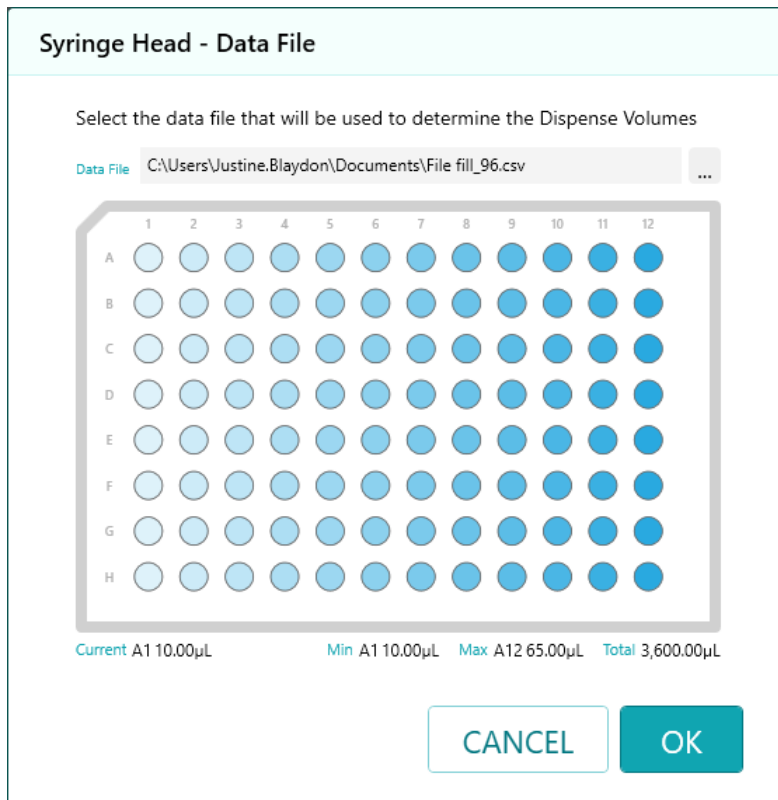 Syringe Head - Data File
Select the data file that will be used to determine the Dispense Volumes
Data File C:\Users\Justine.Blaydon\Documents\File fill_96.csv ...
1 2 3 4 5 6 7 8 9 10 11 12
A
B
C
D
E
F
G
H
Current A1 10.00µL Min A1 10.00µL Max A12 65.00µL Total 3,600.00µL
CANCEL OK